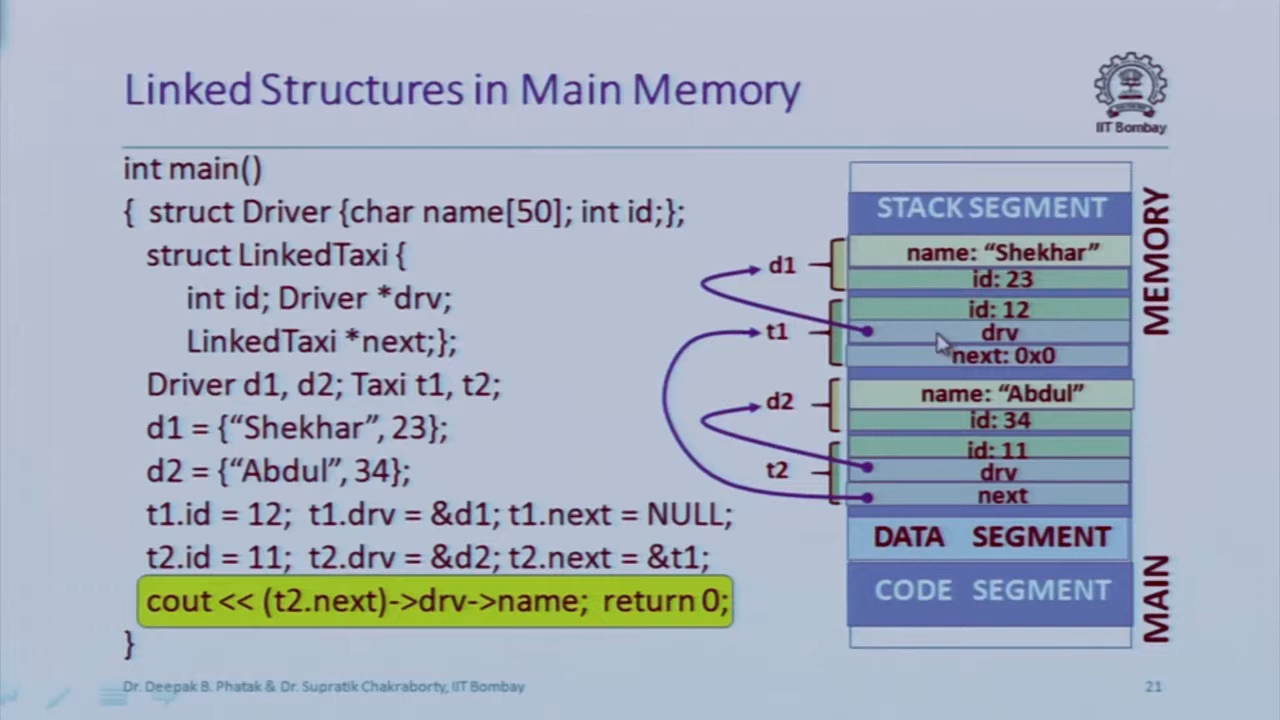 Linked Structures in Main Memory
IIT Bombay
int main()
{ struct Driver {char name[50]; int id;};
struct LinkedTaxi {
int id; Driver *drv;
LinkedTaxi *next;};
Driver d1, d2; Taxi t1, t2;
d1 = {“Shekhar”, 23};
d2 = {“Abdul”, 34};
t1.id = 12; t1.drv = &d1; t1.next = NULL;
t2.id = 11; t2.drv = &d2; t2.next = &t1;
cout << (t2.next)->drv->name; return 0;
}
STACK SEGMENT
d1
name: “Shekhar”
id: 23
t1
id: 12
drv
next: 0x0
d2
name: “Abdul”
id: 34
t2
id: 11
drv
next
DATA SEGMENT
CODE SEGMENT
MAIN MEMORY
Dr. Deepak B. Phatak & Dr. Supratik Chakraborty, IIT Bombay
21